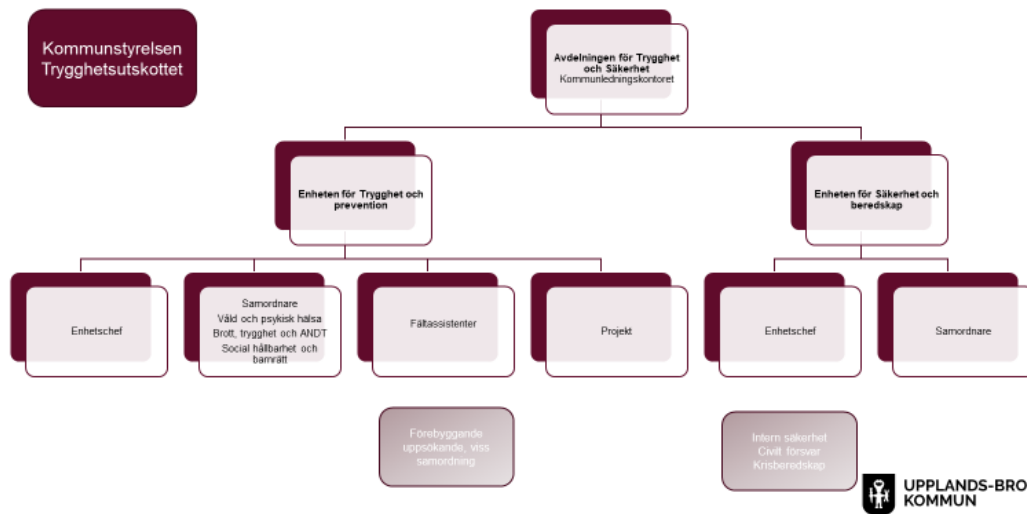 Kommunstyrelsen
Trygghetsutskottet
Avdelningen för Trygghet
och Säkerhet
Kommunledningskontoret
Enheten för Trygghet och
prevention
Enheten för Säkerhet och
beredskap
Enhetschef
Samordnare
Våld och psykisk hälsa
Brott, trygghet och ANDT
Social hållbarhet och
barnrätt
Fältassistenter
Projekt
Enhetschef
Samordnare
Förebyggande
uppsökande, viss
samordning
Intern säkerhet
Civilt försvar
Krisberedskap
UPPLANDS-BRO
KOMMUN